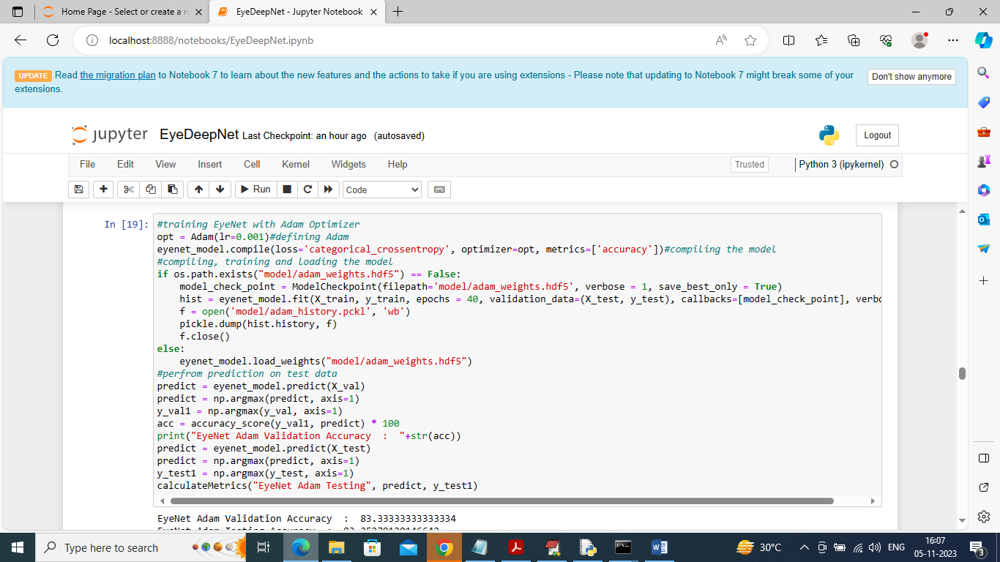 Home Page - Select or create a n
EyeDeepNet - Jupyter Notebook
localhost:8888/notebooks/EyeDeepNet.ipynb
UPDATE Read the migration plan to Notebook 7 to learn about the new features and the actions to take if you are using extensions - Please note that updating to Notebook 7 might break some of your
extensions.
Don't show anymore
jupyter EyeDeepNet Last Checkpoint: an hour ago (autosaved)
Logout
File Edit View Insert Cell Kernel Widgets Help
Trusted
Python 3 (ipykernel)
Run
Code
In [19]:
#training EyeNet with Adam Optimizer
opt = Adam(lr=0.001)#defining Adam
eyenet_model.compile(loss='categorical_crossentropy', optimizer=opt, metrics=['accuracy'])#compiling the model
#compiling, training and loading the model
if os.path.exists("model/adam_weights.hdf5") == False:
    model_check_point = ModelCheckpoint(filepath='model/adam_weights.hdf5', verbose = 1, save_best_only = True)
    hist = eyenet_model.fit(X_train, y_train, epochs = 40, validation_data=(X_test, y_test), callbacks=[model_check_point], verbo
    f = open('model/adam_history.pckl', 'wb')
    pickle.dump(hist.history, f)
    f.close()
else:
    eyenet_model.load_weights("model/adam_weights.hdf5")
#perfrom prediction on test data
predict = eyenet_model.predict(X_val)
predict = np.argmax(predict, axis=1)
y_val1 = np.argmax(y_val, axis=1)
acc = accuracy_score(y_val1, predict) * 100
print("EyeNet Adam Validation Accuracy  :  "+str(acc))
predict = eyenet_model.predict(X_test)
predict = np.argmax(predict, axis=1)
y_test1 = np.argmax(y_test, axis=1)
calculateMetrics("EyeNet Adam Testing", predict, y_test1)
EyeNet Adam Validation Accuracy  :  83.33333333333334
EyeNet Adam Testing Accuracy  :
Type here to search
30°C
ENG
16:07
05-11-2023
3